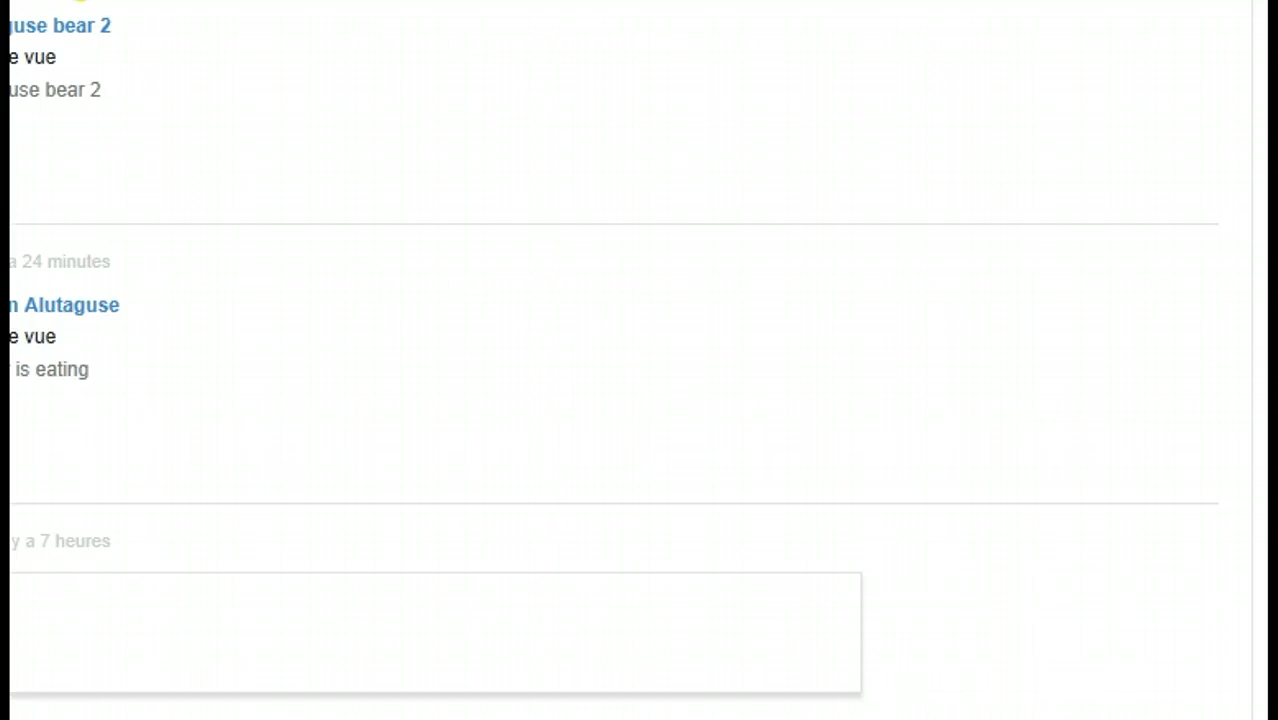 guse bear 2
e vue
use bear 2
a 24 minutes
n Alutaguse
e vue
is eating
y a 7 heures